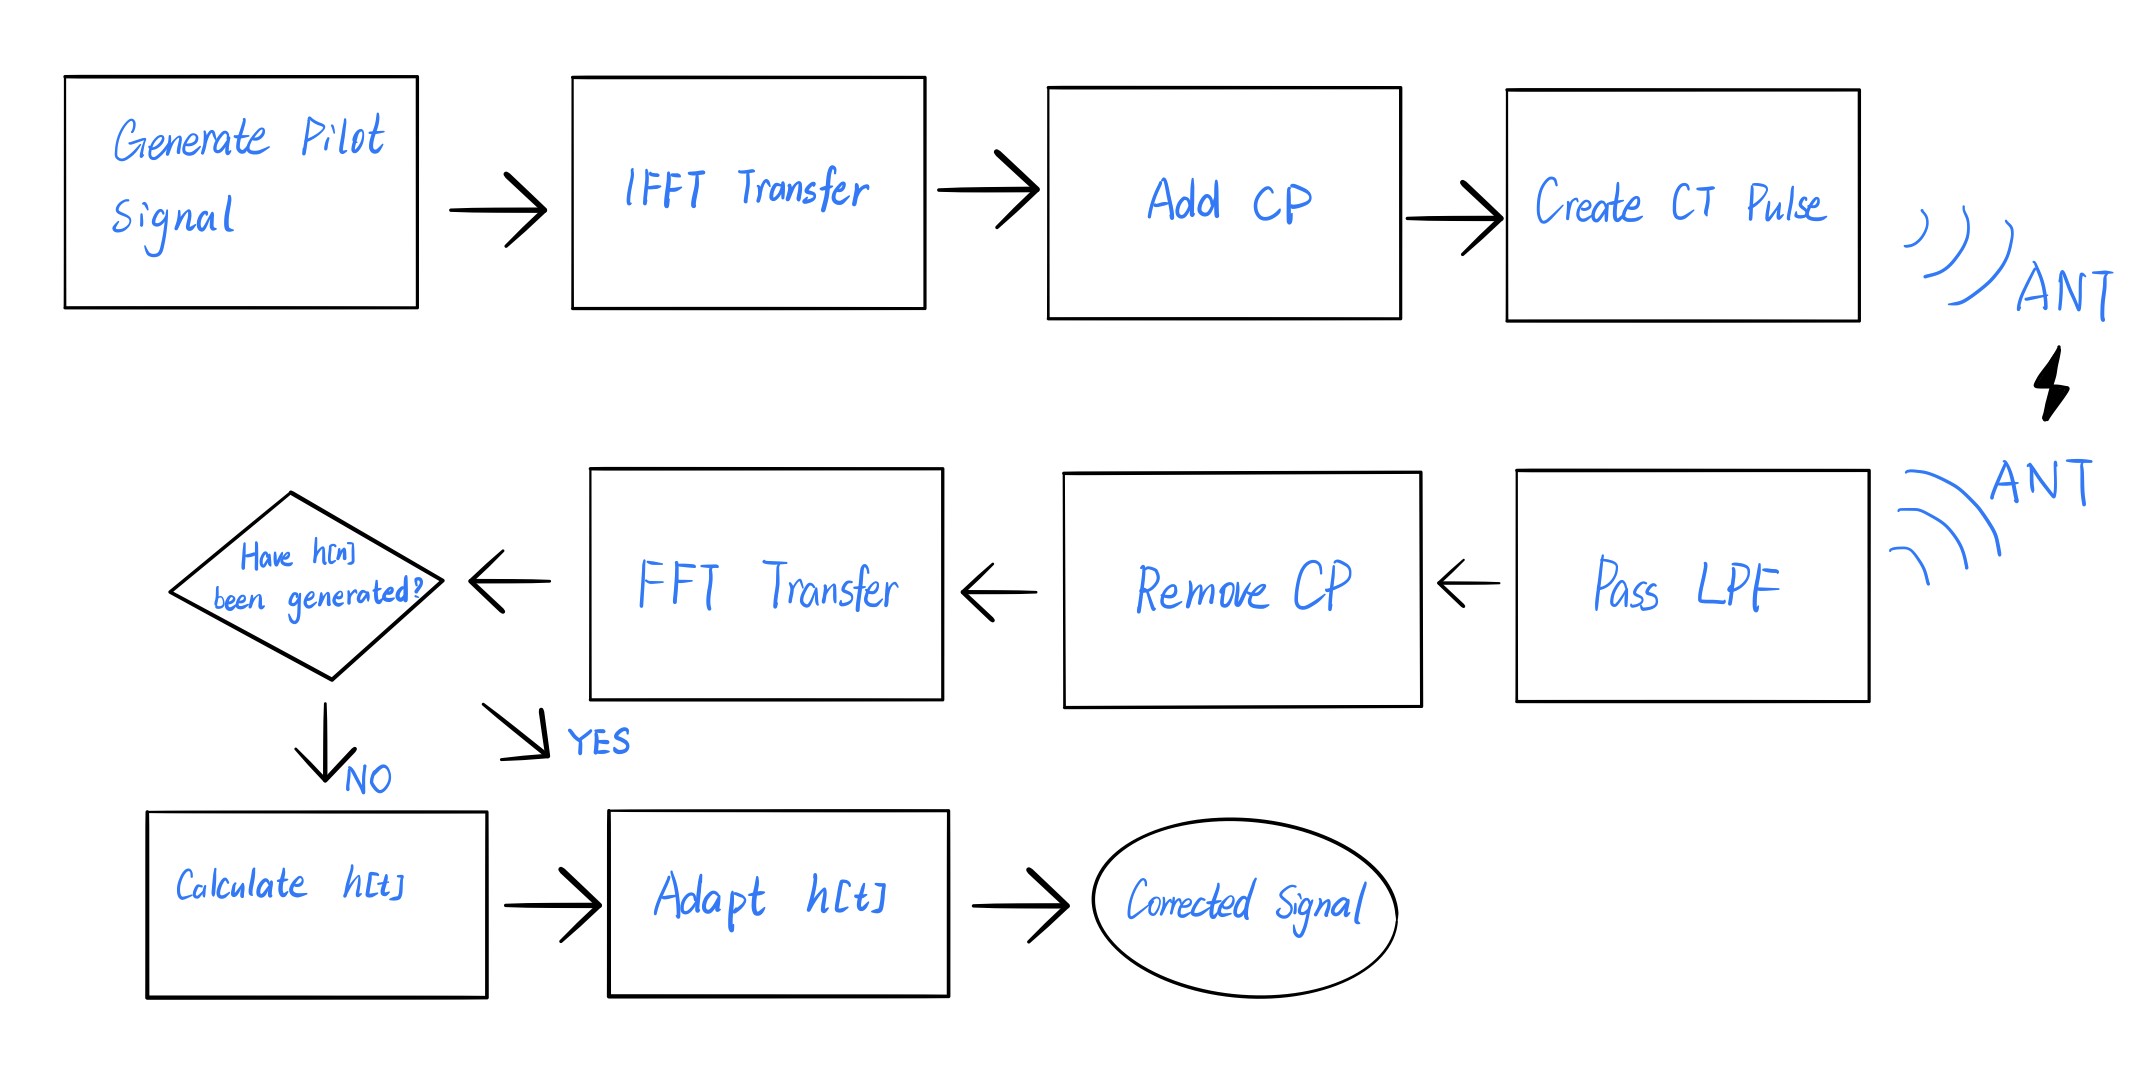 Generate Pilot
Signal
IFFT Transfer
Add CP
Create CT Pulse
ANT
ANT
Pass LPF
Remove CP
FFT Transfer
Have h[n]
been generated?
YES
NO
Calculate h[t]
Adapt h[t]
Corrected Signal